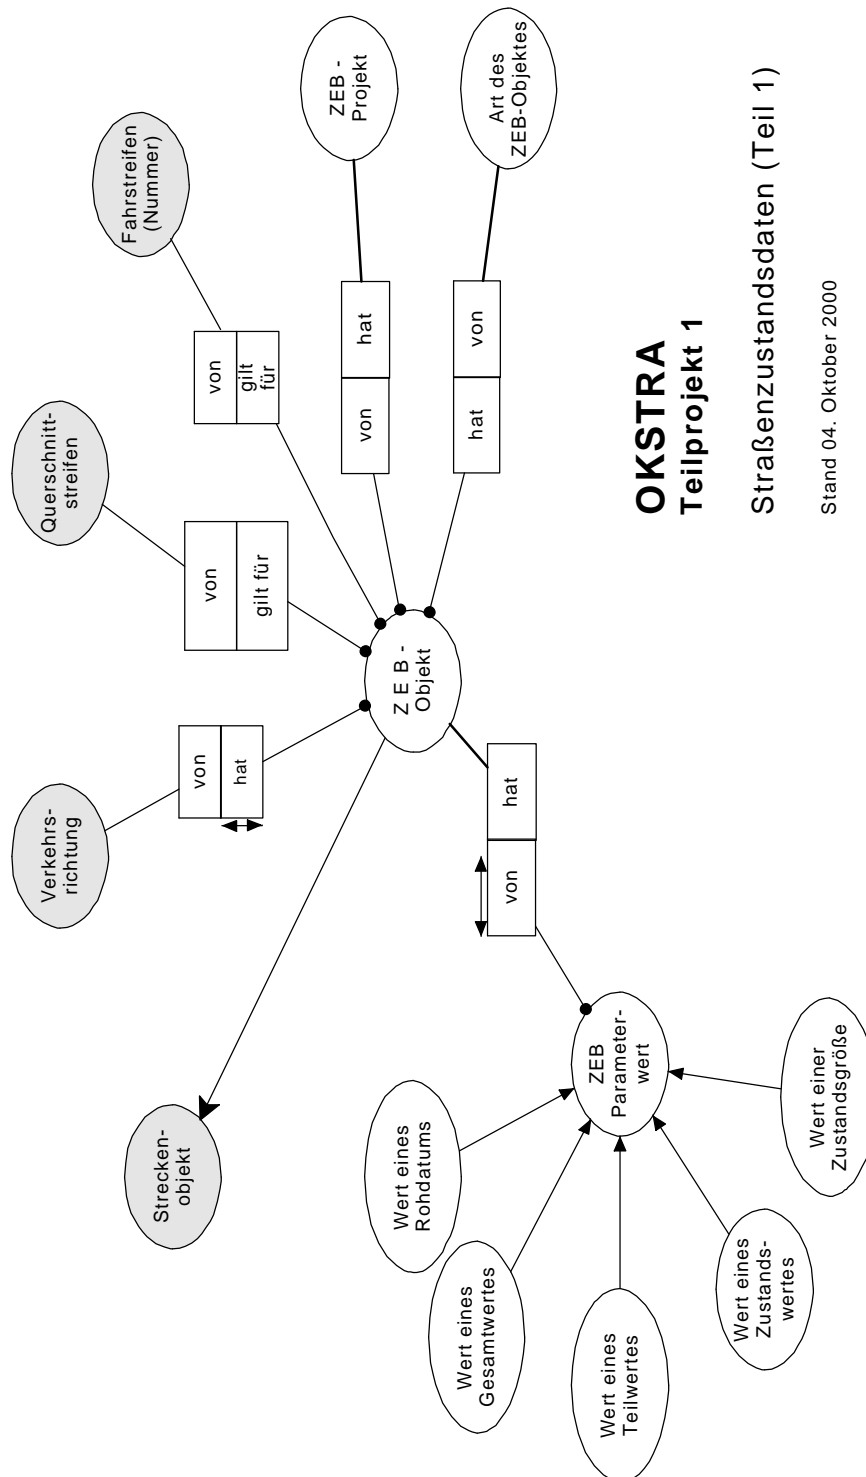 Verkehrs-
richtung
Querschnitt-
streifen
Fahrstreifen
(Nummer)
Strecken-
objekt
von
hat
von
gilt für
von
gilt
für
ZEB -
Projekt
von
hat
Z E B -
Objekt
Art des
ZEB-Objektes
hat
von
von
hat
Wert eines
Rohdatums
Wert eines
Gesamtwertes
ZEB
Parameter-
wert
Wert eines
Teilwertes
Wert eines
Zustands-
wertes
Wert einer
Zustandsgröße
OKSTRA
Teilprojekt 1
Straßenzustandsdaten (Teil 1)
Stand 04. Oktober 2000